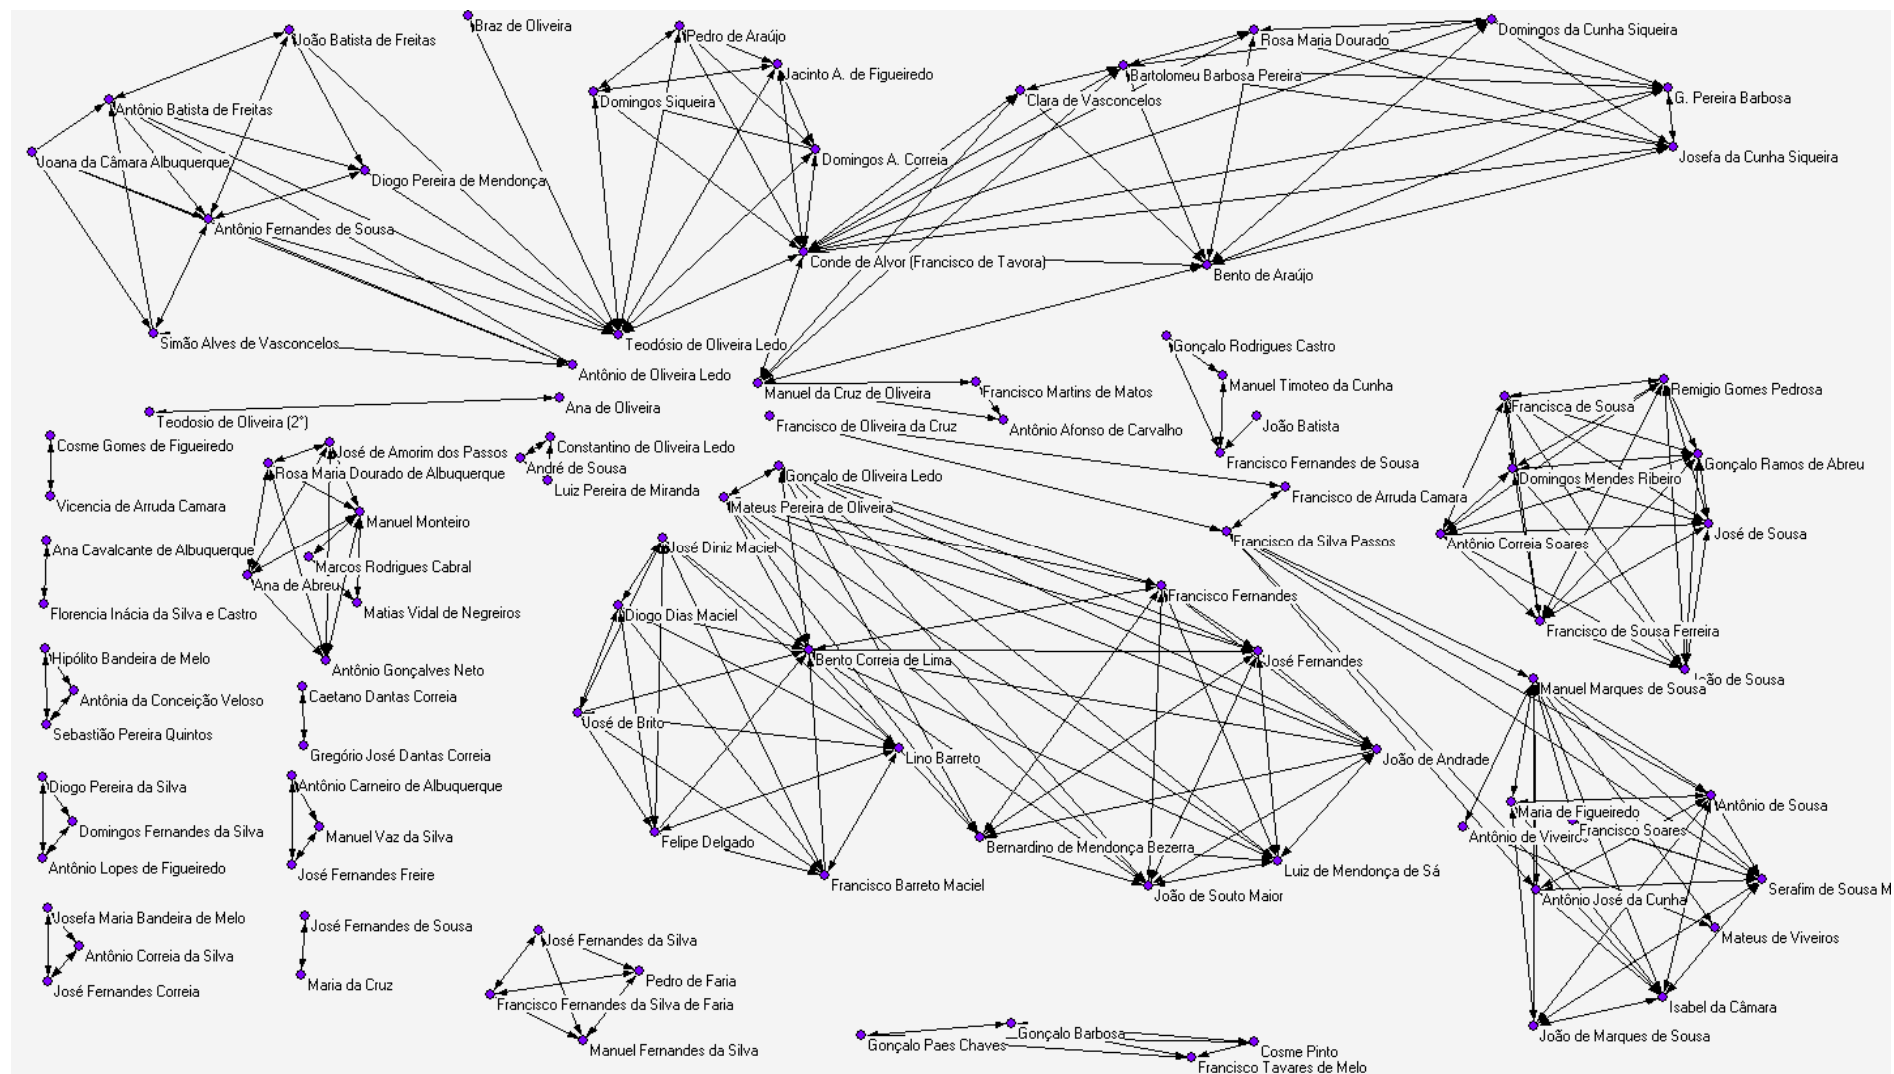 Braz de Oliveira
Domingos da Cunha Siqueira
João Batista de Freitas
Pedro de Araújo
Rosa Maria Dourado
Jacinto A. de Figueiredo
Bartolomeu Barbosa Pereira
Antônio Batista de Freitas
Domingos Siqueira
Clara de Vasconcelos
G. Pereira Barbosa
Joana da Câmara Albuquerque
Domingos A. Correia
Josefa da Cunha Siqueira
Diogo Pereira de Mendonça
Antônio Fernandes de Sousa
Conde de Alvor (Francisco de Tavora)
Bento de Araújo
Simão Alves de Vasconcelos
Teodósio de Oliveira Ledo
Gonçalo Rodrigues Castro
Antônio de Oliveira Ledo
Manuel da Cruz de Oliveira
Francisco Martins de Matos
Manuel Timoteo da Cunha
Remigio Gomes Pedrosa
Ana de Oliveira
Francisca de Sousa
Teodosio de Oliveira (2°)
Francisco de Oliveira da Cruz
Antônio Afonso de Carvalho
João Batista
Cosme Gomes de Figueiredo
José de Amorim dos Passos
Constantino de Oliveira Ledo
Francisco Fernandes de Sousa
Gonçalo Ramos de Abreu
Rosa Maria Dourado de Albuquerque
André de Sousa
Gonçalo de Oliveira Ledo
Domingos Mendes Ribeiro
Luiz Pereira de Miranda
Francisco de Arruda Camara
Vicencia de Arruda Camara
Mateus Pereira de Oliveira
Manuel Monteiro
José de Sousa
Francisco da Silva Passos
Antônio Correia Soares
Ana Cavalcante de Albuquerque
José Diniz Maciel
Marcos Rodrigues Cabral
Ana de Abreu
Francisco Fernandes
Florencia Inácia da Silva e Castro
Matias Vidal de Negreiros
Diogo Dias Maciel
Francisco de Sousa Ferreira
Hipólito Bandeira de Melo
Bento Correia de Lima
José Fernandes
Antônio Gonçalves Neto
João de Sousa
Manuel Marques de Sousa
Caetano Dantas Correia
Antônia da Conceição Veloso
José de Brito
Sebastião Pereira Quintos
Gregório José Dantas Correia
Lino Barreto
João de Andrade
Diogo Pereira da Silva
Antônio Carneiro de Albuquerque
Antônio de Sousa
Maria de Figueiredo
Domingos Fernandes da Silva
Manuel Vaz da Silva
Francisco Soares
Antônio de Viveiros
Felipe Delgado
Bernardino de Mendonça Bezerra
Antônio Lopes de Figueiredo
José Fernandes Freire
Luiz de Mendonça de Sá
Francisco Barreto Maciel
Serafim de Sousa M
João de Souto Maior
Antônio José da Cunha
Josefa Maria Bandeira de Melo
José Fernandes de Sousa
José Fernandes da Silva
Mateus de Viveiros
Antônio Correia da Silva
Pedro de Faria
Maria da Cruz
José Fernandes Correia
Francisco Fernandes da Silva de Faria
Isabel da Câmara
Gonçalo Barbosa
João de Marques de Sousa
Gonçalo Paes Chaves
Manuel Fernandes da Silva
Cosme Pinto
Francisco Tavares de Melo